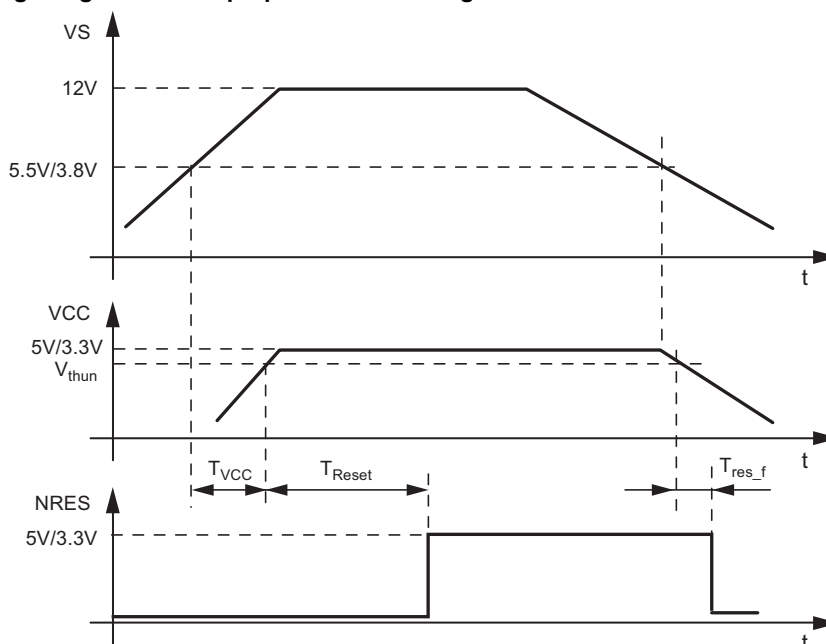 VS
12V
5.5V/3.8V
t
VCC
5V/3.3V
Vthun
t
TVCC
TReset
Tres_f
NRES
5V/3.3V
t